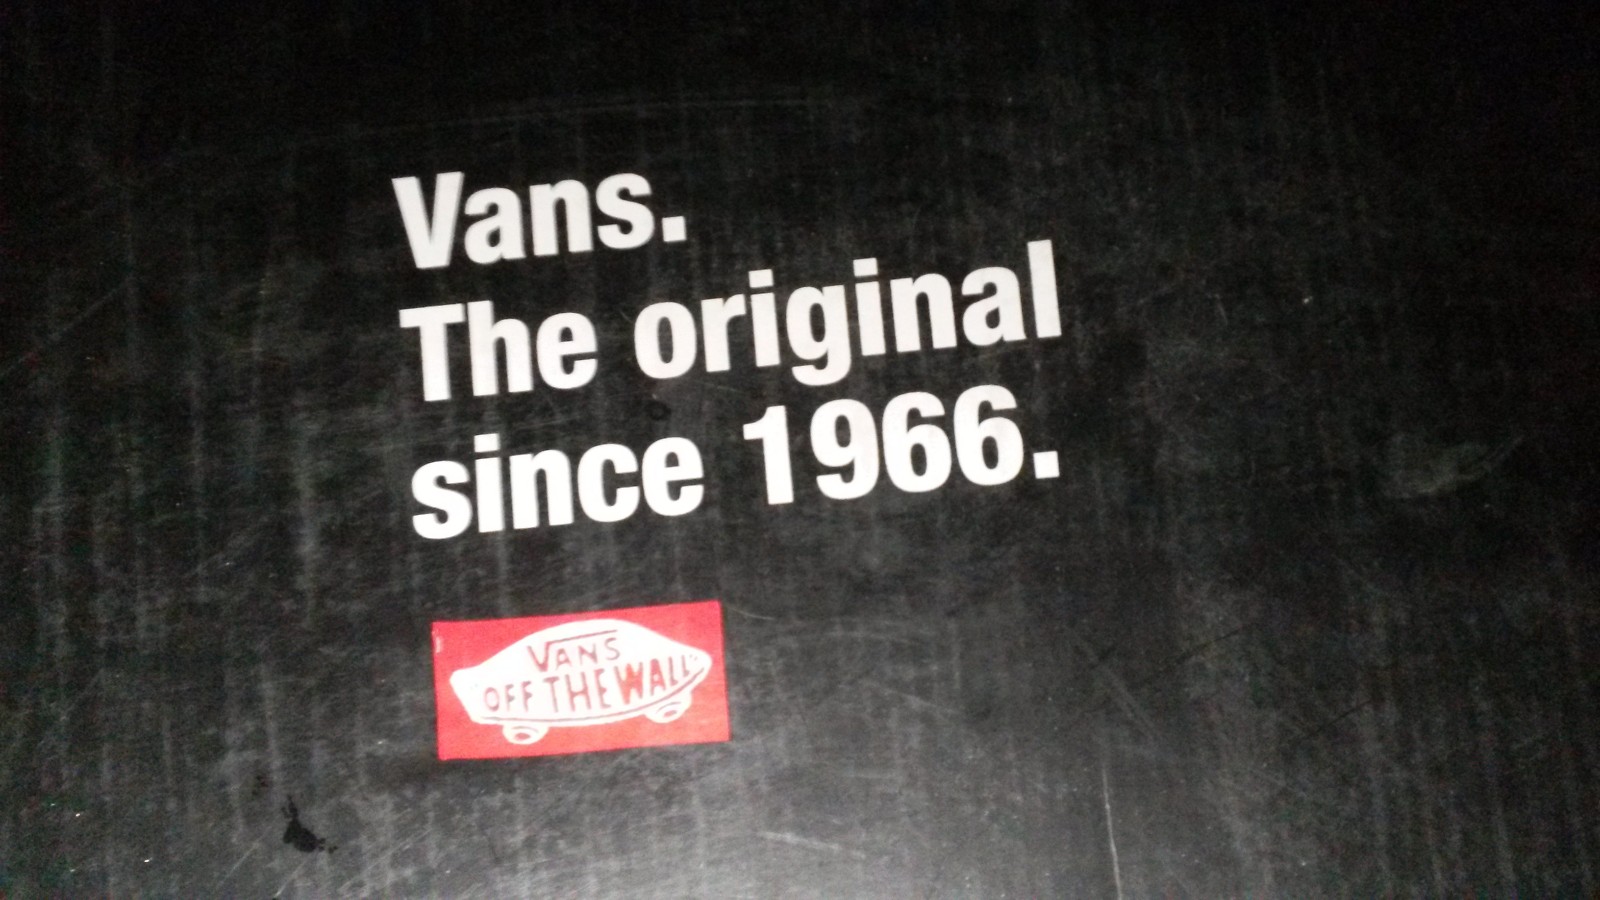 Vans.
The original
since 1966.
VANS
"OFF THE WALL"